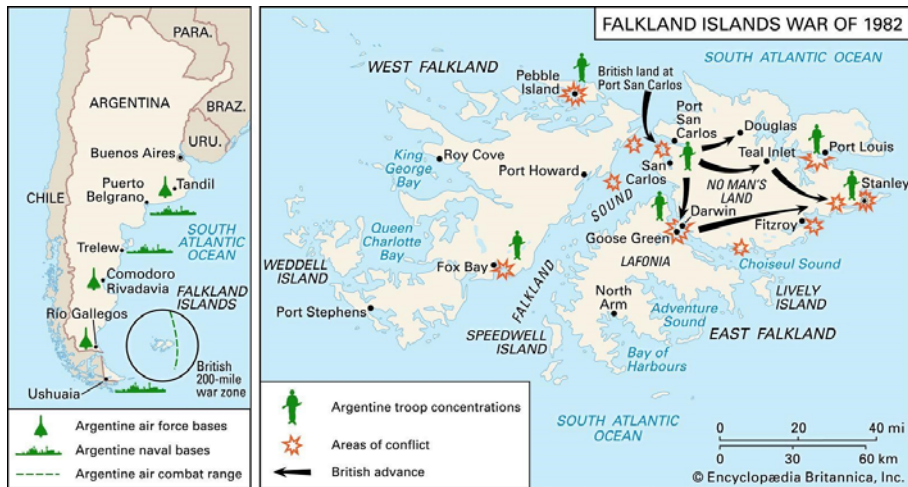 PARA.
ARGENTINA
BRAZ.
URU.
Buenos Aires
CHILE
Puerto
Belgrano
Tandil
SOUTH
ATLANTIC
OCEAN
Trelew
Comodoro
Rivadavia
FALKLAND
ISLANDS
Río Gallegos
British
200-mile
war zone
Ushuaia
Argentine air force bases
Argentine naval bases
Argentine air combat range
FALKLAND ISLANDS WAR OF 1982
SOUTH ATLANTIC
OCEAN
WEST FALKLAND
Pebble
Island
British land at
Port San Carlos
Port
San
Carlos
Douglas
Teal Inlet
Port Louis
King
George
Bay
Roy Cove
Port Howard
San
Carlos
NO MAN'S
LAND
Stanley
FALKLAND SOUND
Darwin
Goose Green
Fitzroy
Queen
Charlotte
Bay
WEDDELL
ISLAND
Fox Bay
LAFONIA
Choiseul Sound
Port Stephens
North
Arm
Adventure
Sound
LIVELY
ISLAND
SPEEDWELL
ISLAND
EAST FALKLAND
Bay of
Harbours
SOUTH ATLANTIC
OCEAN
Argentine troop concentrations
Areas of conflict
British advance
0 20 40 mi
0 30 60 km
© Encyclopædia Britannica, Inc.